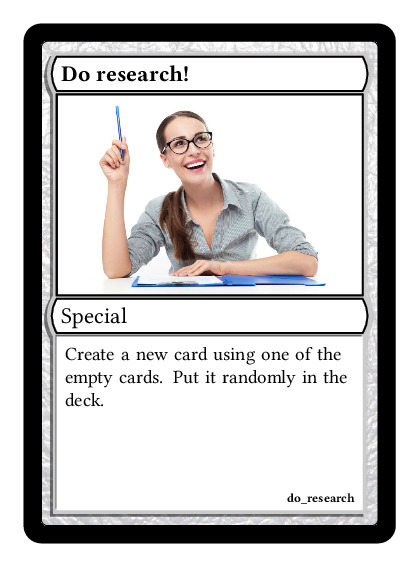 Do research!
Special
Create a new card using one of the
empty cards. Put it randomly in the
deck.
do_research